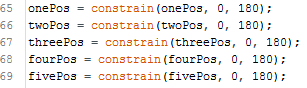 65 onePos = constrain(onePos, 0, 180);
66 twoPos = constrain(twoPos, 0, 180);
67 threePos = constrain(threePos, 0, 180);
68 fourPos = constrain(fourPos, 0, 180);
69 fivePos = constrain(fivePos, 0, 180);